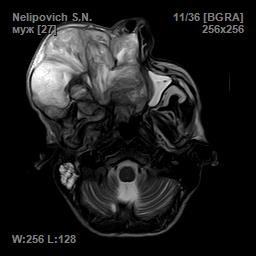 Nelipovich S.N.
муж [27]
11/36 [BGRA]
256x256
W:256 L:128